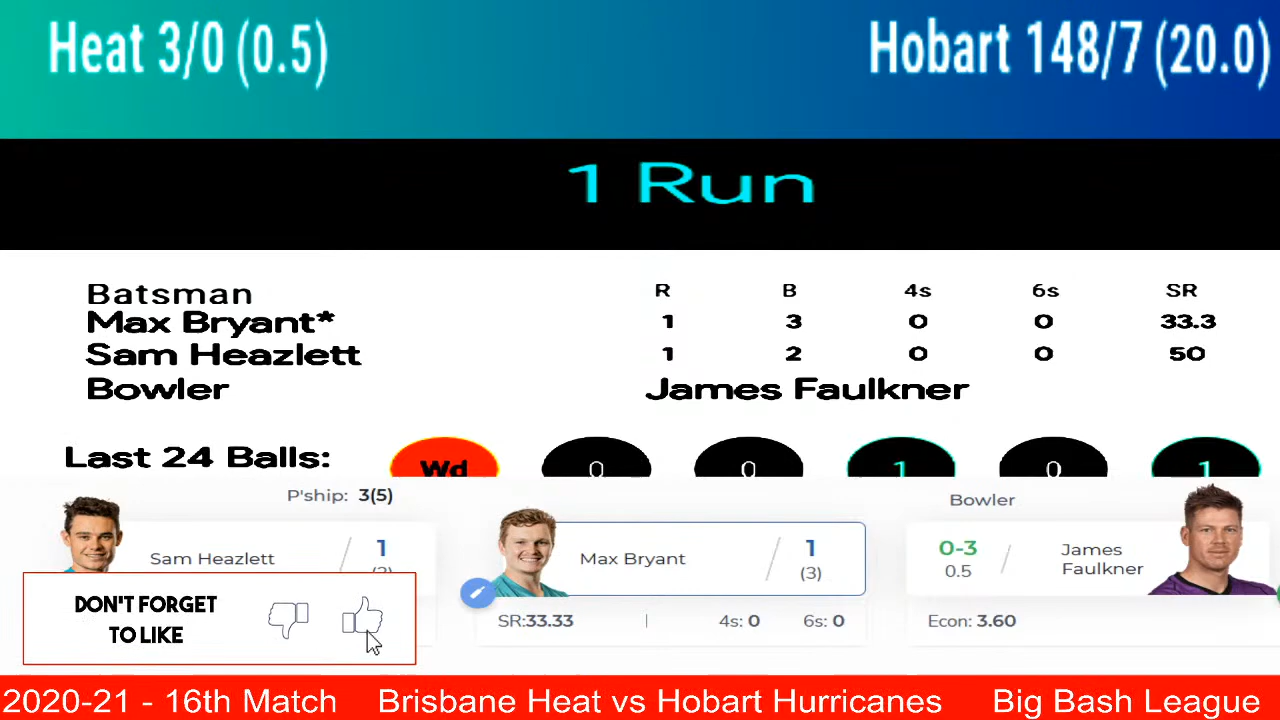 Heat 3/0 (0.5) Hobart 148/7 (20.0)
1 Run
Batsman R B 4s 6s SR
Max Bryant* 1 3 0 0 33.3
Sam Heazlett 1 2 0 0 50
Bowler James Faulkner
Last 24 Balls: Wd 0 0 1 0 1
P'ship: 3(5) Bowler
Sam Heazlett 1 Max Bryant 1 (3) 0-3 0.5 James Faulkner
DON'T FORGET TO LIKE
SR:33.33 4s: 0 6s: 0 Econ: 3.60
2020-21 - 16th Match Brisbane Heat vs Hobart Hurricanes Big Bash League